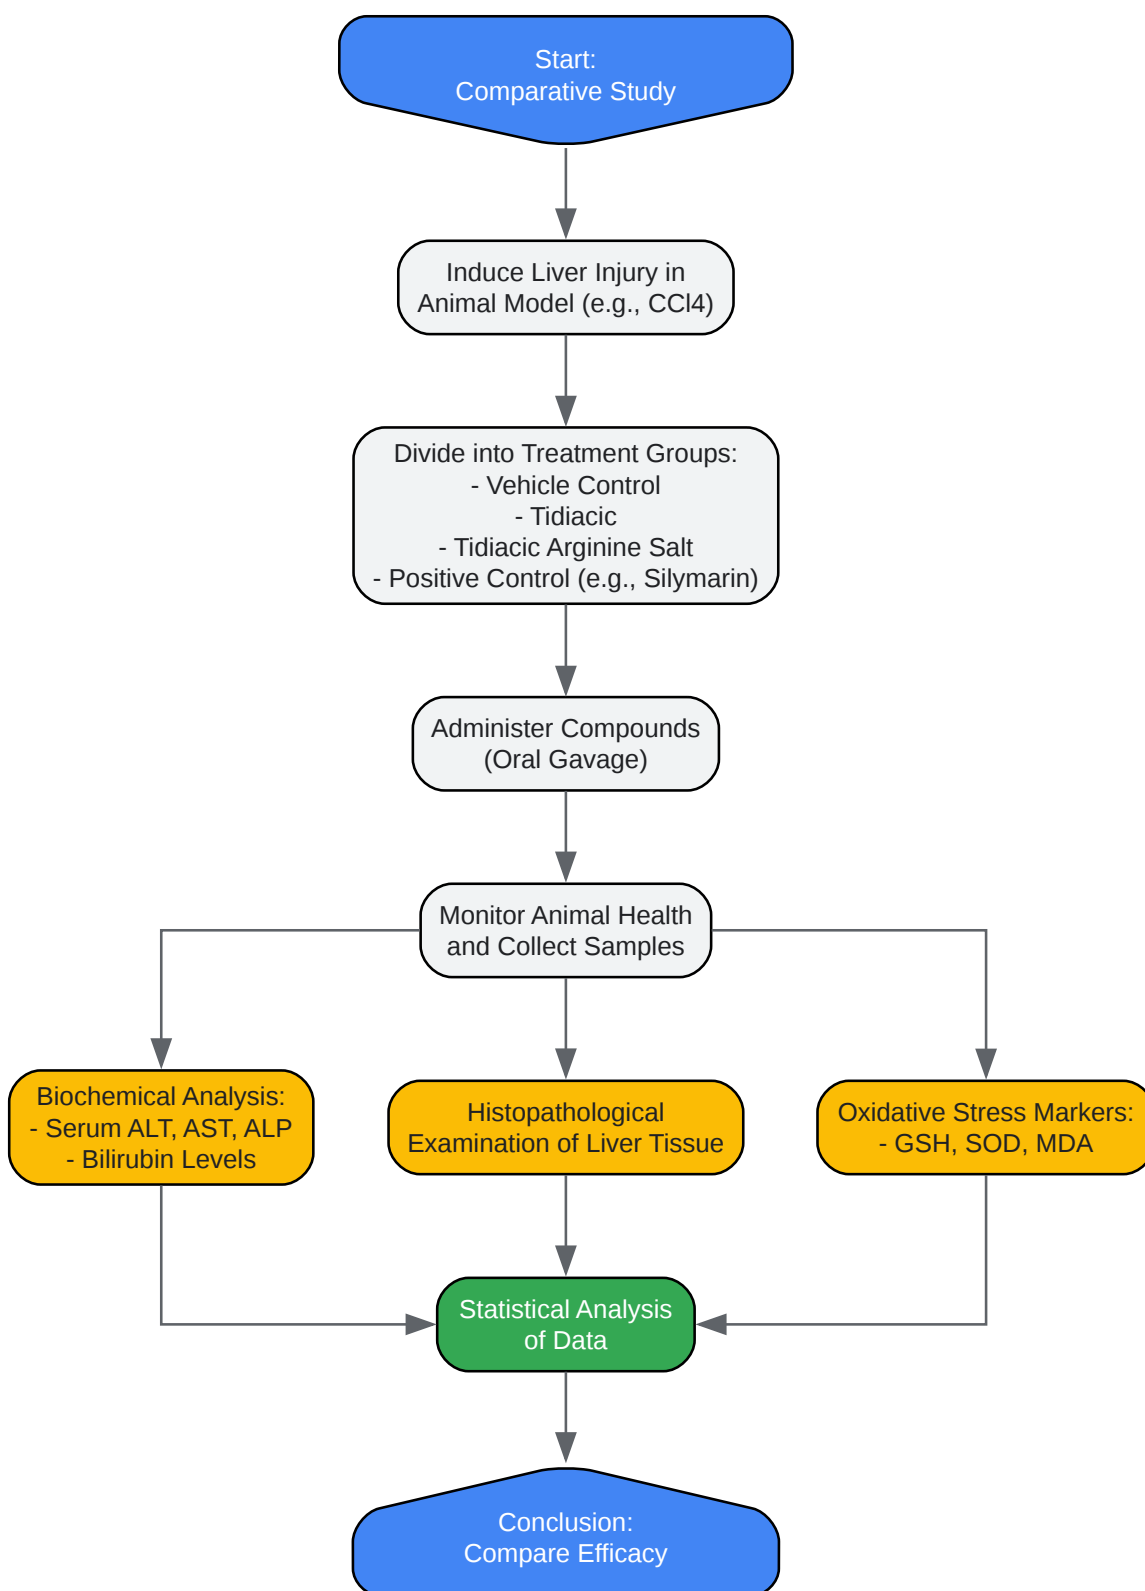 Start:
Comparative Study
Induce Liver Injury in
Animal Model (e.g., CCl4)
Divide into Treatment Groups:
- Vehicle Control
- Tidiacic
- Tidiacic Arginine Salt
- Positive Control (e.g., Silymarin)
Administer Compounds
(Oral Gavage)
Monitor Animal Health
and Collect Samples
Biochemical Analysis:
- Serum ALT, AST, ALP
- Bilirubin Levels
Histopathological
Examination of Liver Tissue
Oxidative Stress Markers:
- GSH, SOD, MDA
Statistical Analysis
of Data
Conclusion:
Compare Efficacy